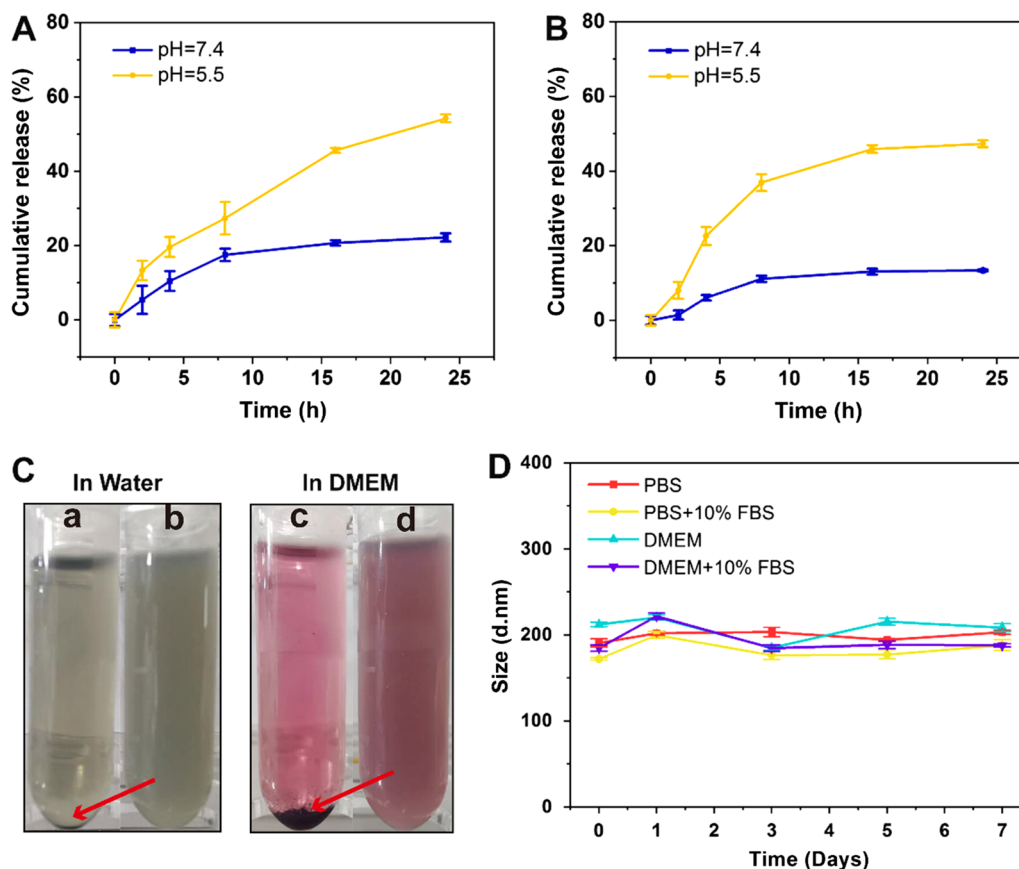 A
80
60
40
20
0
Cumulative release (%)
pH=7.4
pH=5.5
0 5 10 15 20 25
Time (h)
B
80
60
40
20
0
Cumulative release (%)
pH=7.4
pH=5.5
0 5 10 15 20 25
Time (h)
C
In Water
In DMEM
a b c d
D
400
300
200
100
0
Size (d.nm)
PBS
PBS+10% FBS
DMEM
DMEM+10% FBS
0 1 2 3 4 5 6 7
Time (Days)